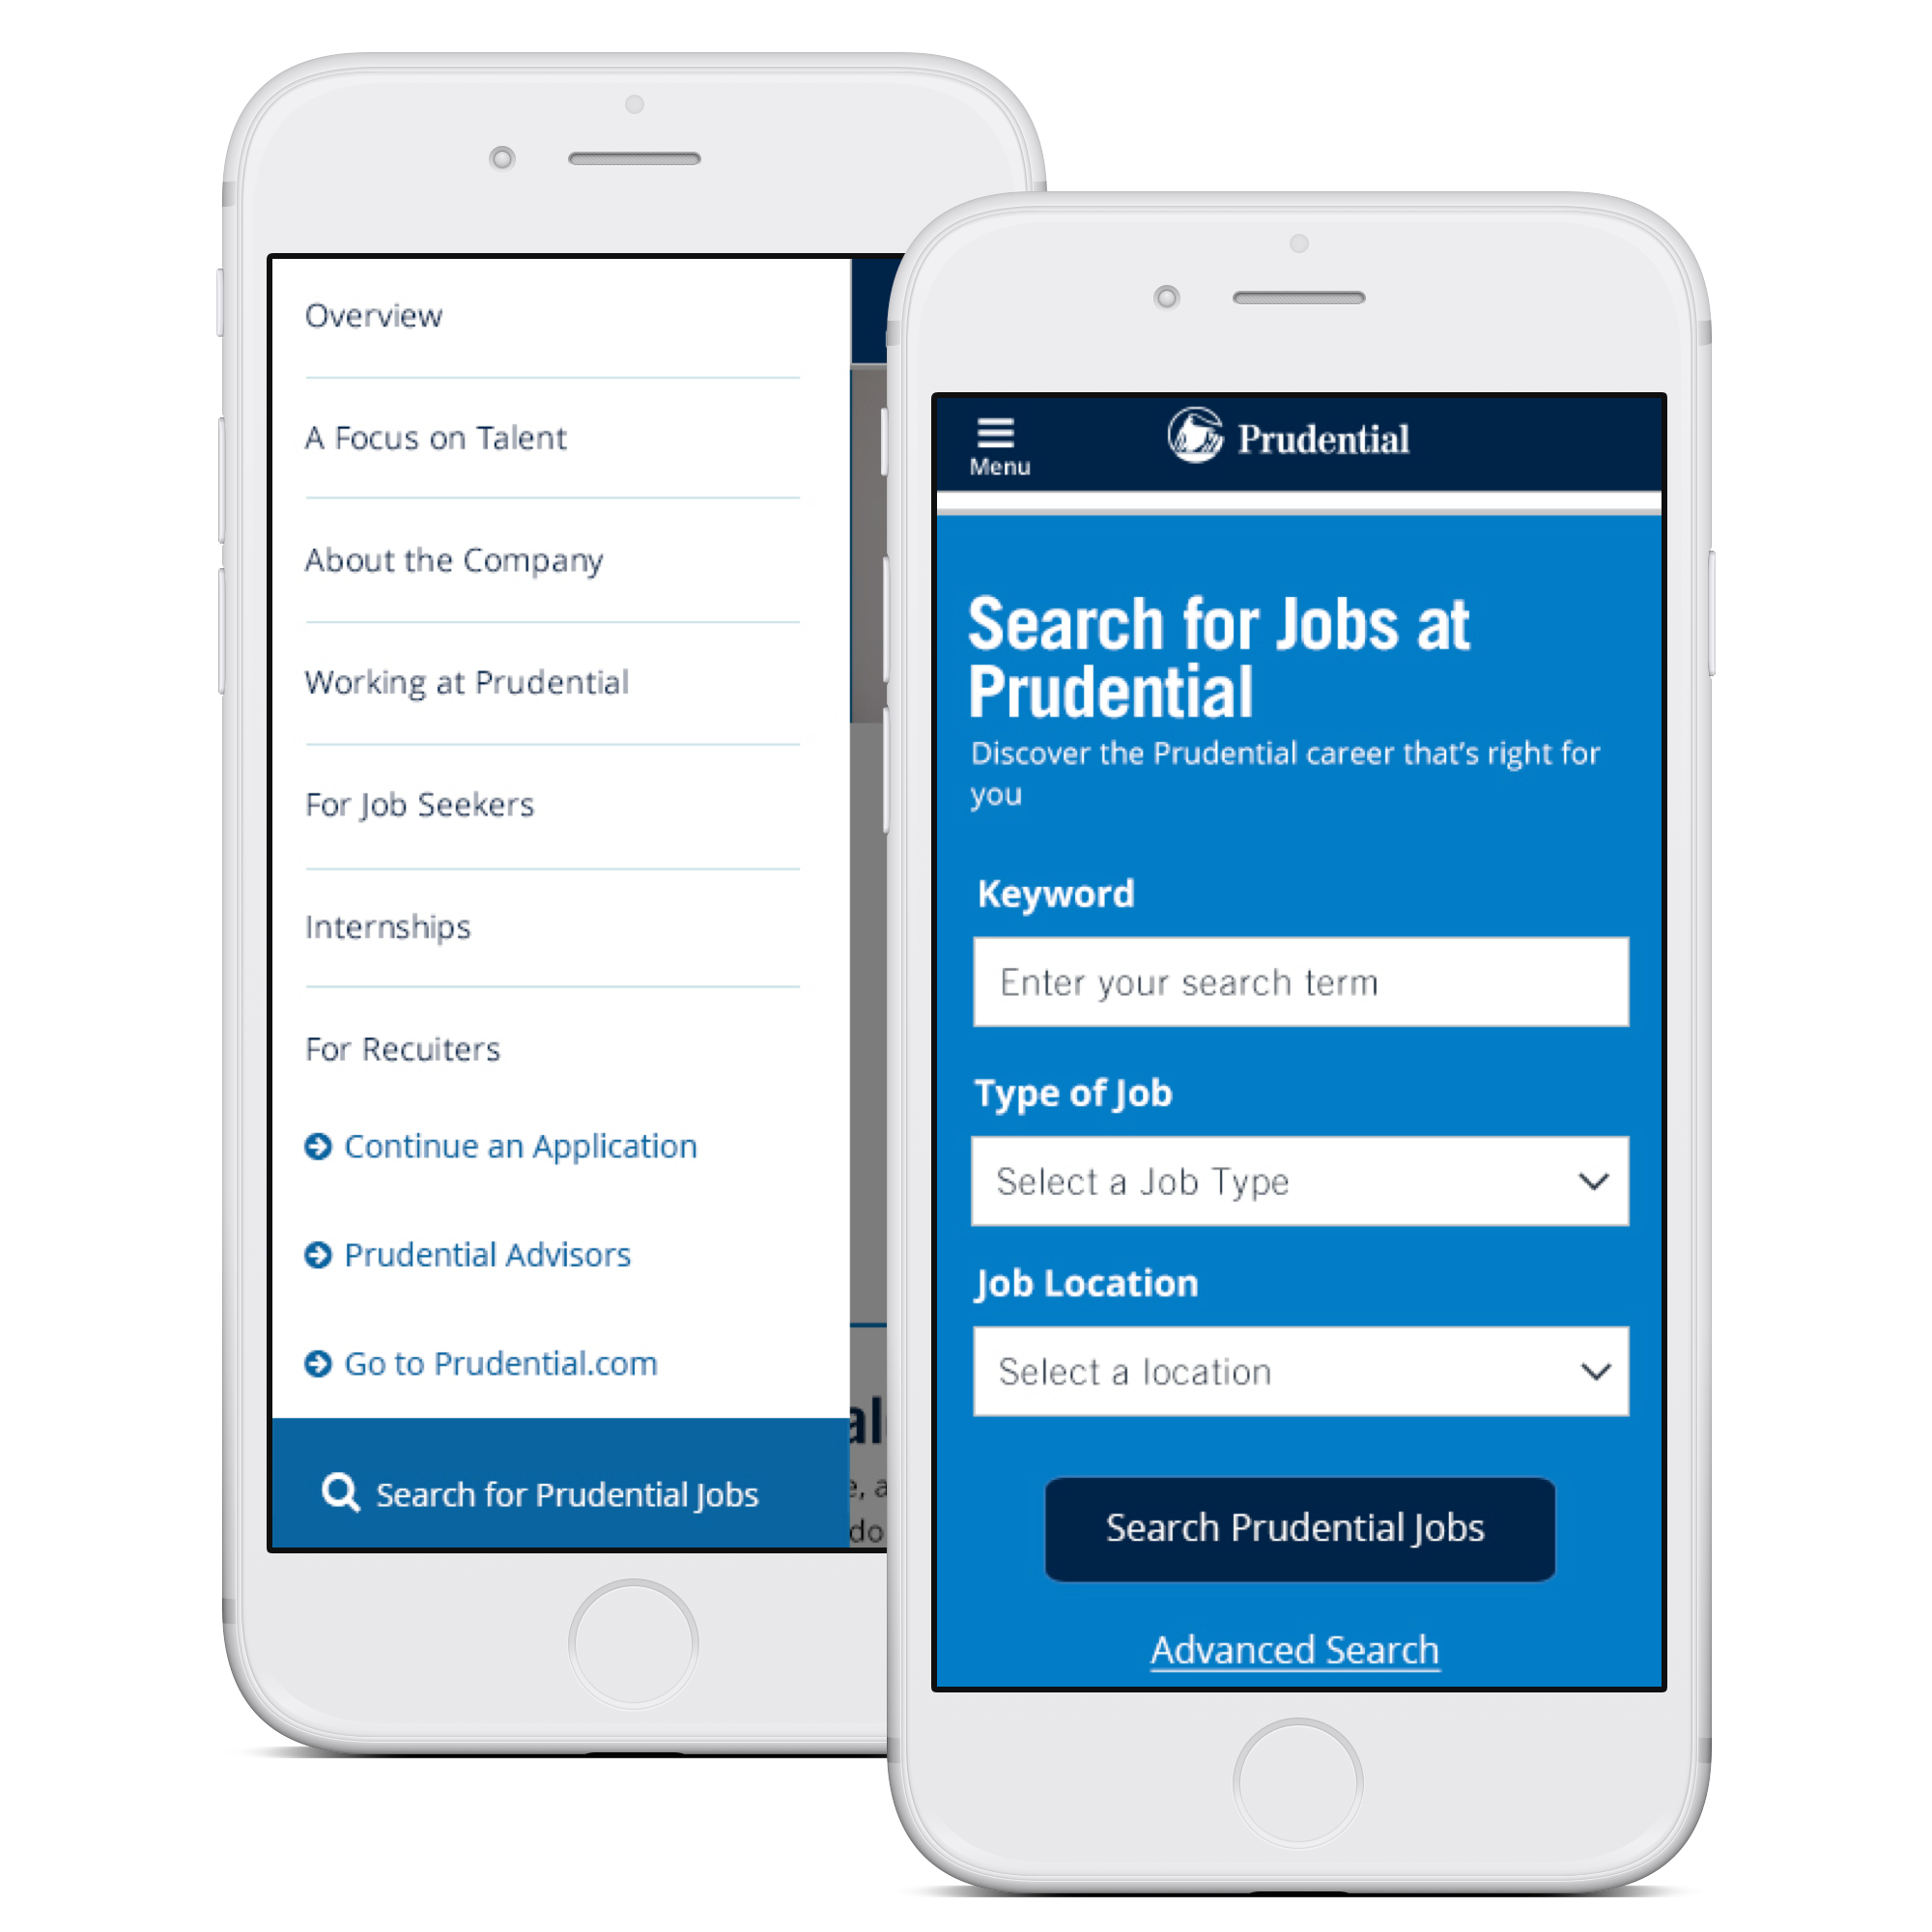 Overview
A Focus on Talent
About the Company
Working at Prudential
For Job Seekers
Internships
For Recuiters
Continue an Application
Prudential Advisors
Go to Prudential.com
Search for Prudential Jobs
do
Menu
Prudential
Search for Jobs at
Prudential
Discover the Prudential career that's right for
you
Keyword
Enter your search term
Type of Job
Select a Job Type
Job Location
Select a location
Search Prudential Jobs
Advanced Search